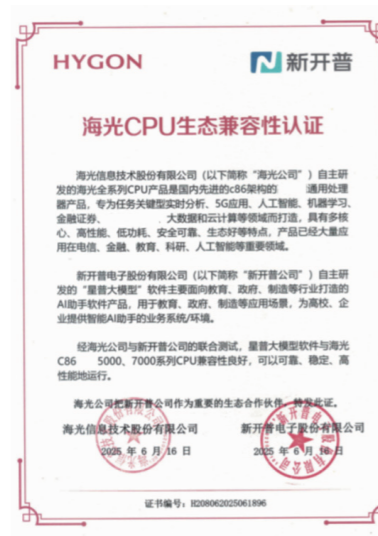 HYGON 新开普
海光CPU生态兼容性认证
海光信息技术股份有限公司（以下简称“海光公司”）自主研
发的海光全系列CPU产品是国内先进的c86架构的 通用处理
器产品，专为任务关键型实时分析、5G应用、人工智能、机器学习、
金融证券、 大数据和云计算等领域而打造，具有多核
心、高性能、低功耗、安全可靠、生态好等特点，产品已经大量应
用在电信、金融、教育、科研、人工智能等重要领域。
新开普电子股份有限公司（以下简称“新开普公司”）自主研
发的“星普大模型”软件主要面向教育、政府、制造等行业打造的
AI助手软件产品，用于教育、政府、制造等应用场景，为高校、企
业提供智能AI助手的业务系统/环境。
经海光公司与新开普公司的联合测试，星普大模型软件与海光
C86 5000、7000系列CPU兼容性良好，可以可靠、稳定、高
性能地运行。
海光公司把新开普公司作为重要的生态合作伙伴，特发此证。
海光信息技术股份有限公司 新开普电子股份有限公司
2025 年 6 月 16 日 2025 年 6 月 16 日
证书编号：H208062025061896